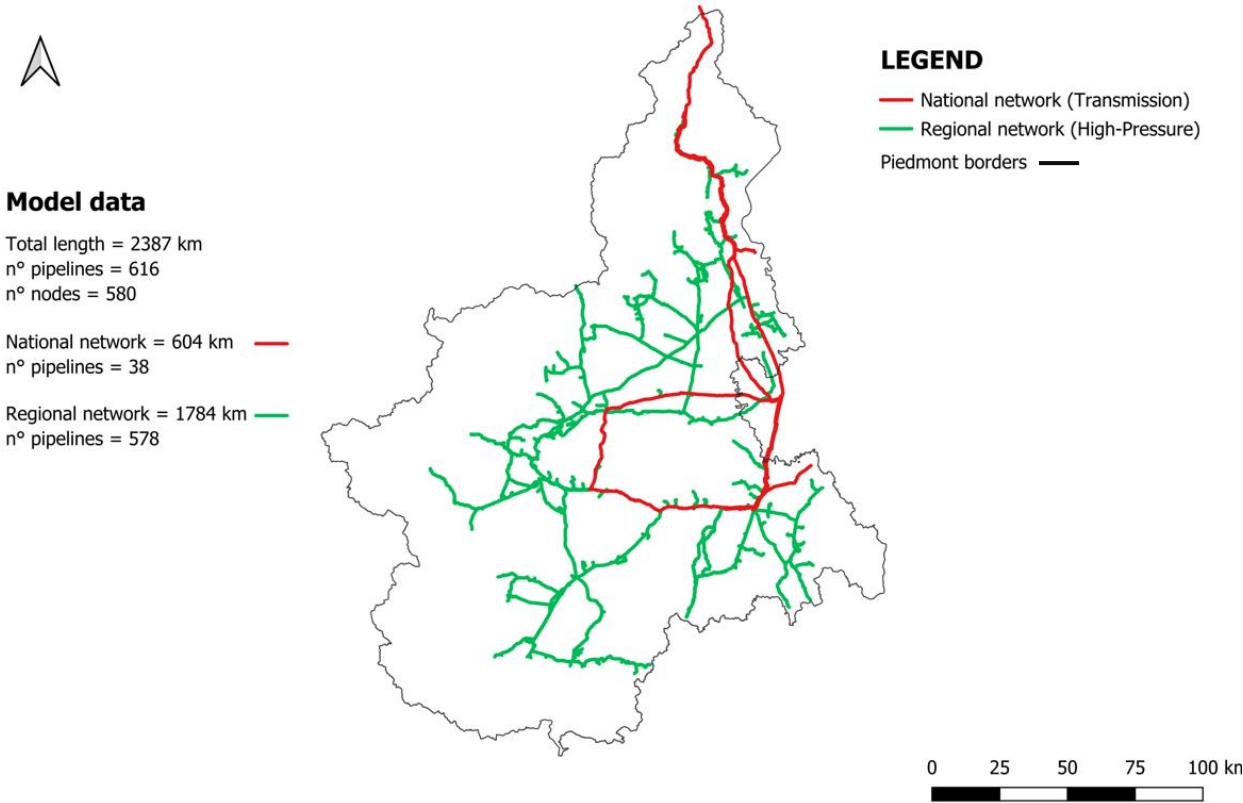 LEGEND
National network (Transmission)
Regional network (High-Pressure)
Piedmont borders
Model data
Total length = 2387 km
n° pipelines = 616
n° nodes = 580
National network = 604 km
n° pipelines = 38
Regional network = 1784 km
n° pipelines = 578
0 25 50 75 100 km